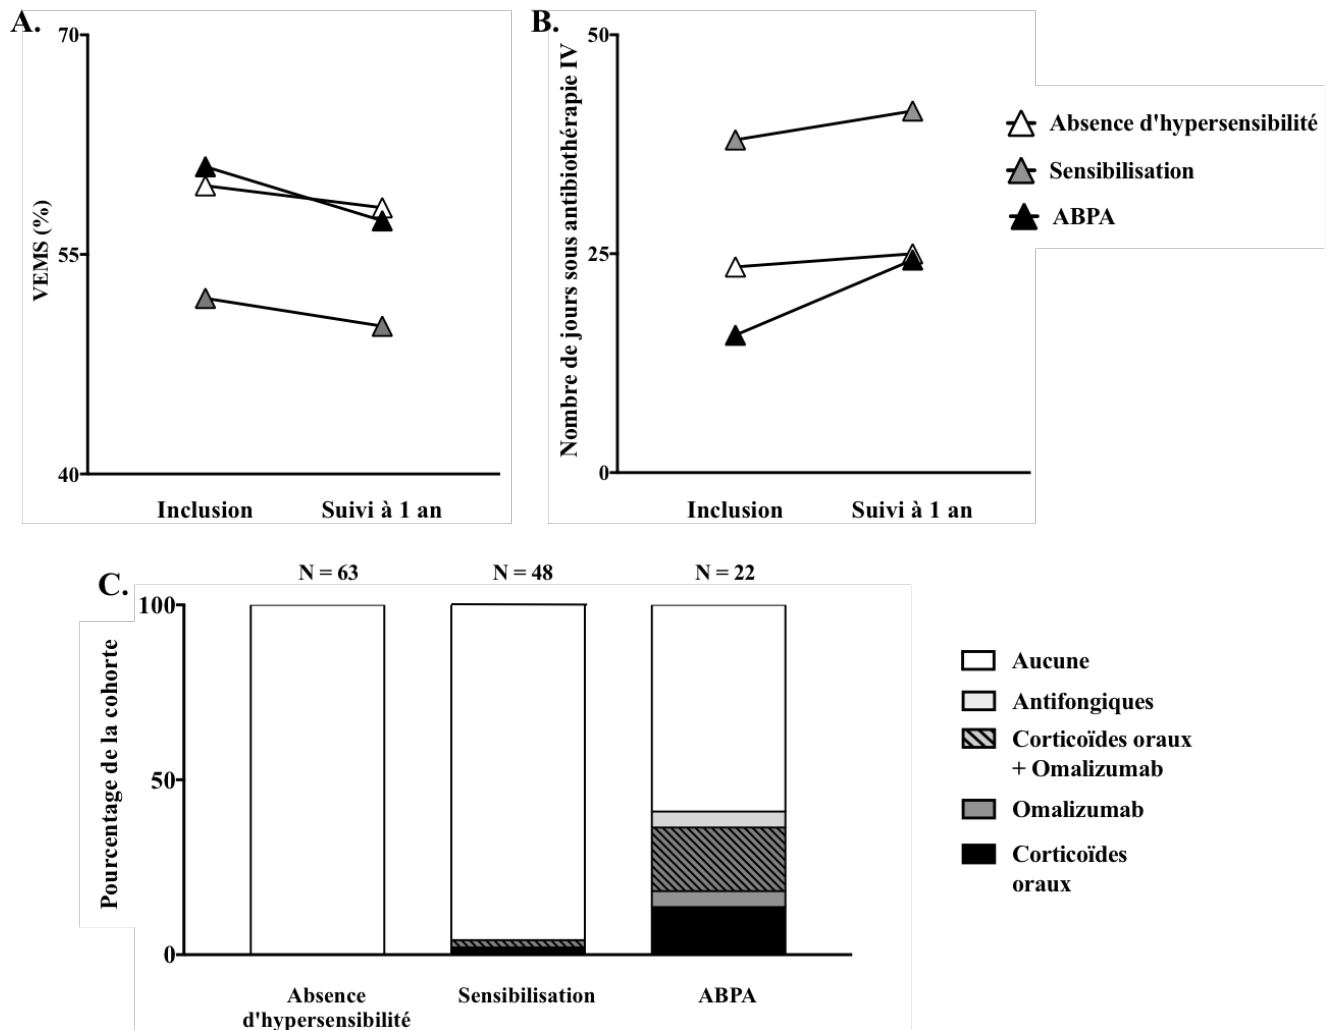 A.
70
55
40
VEMS (%)
Inclusion
Suivi à 1 an
B.
50
25
0
Nombre de jours sous antibiothérapie IV
Inclusion
Suivi à 1 an
Absence d'hypersensibilité
Sensibilisation
ABPA
C.
N = 63
N = 48
N = 22
100
50
0
Pourcentage de la cohorte
Absence
d'hypersensibilité
Sensibilisation
ABPA
Aucune
Antifongiques
Corticoïdes oraux
+ Omalizumab
Omalizumab
Corticoïdes
oraux